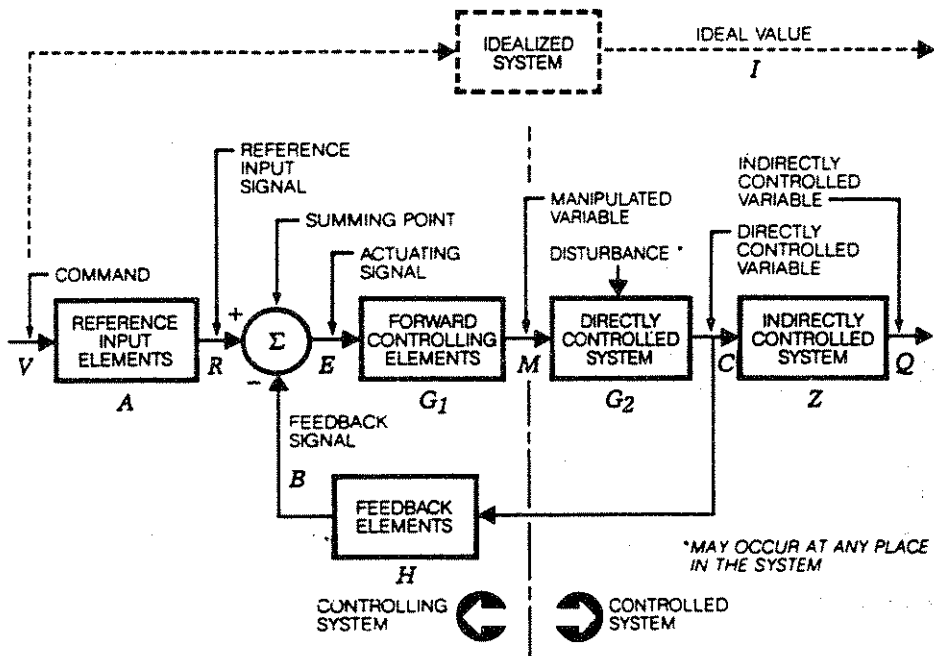 IDEALIZED
SYSTEM
IDEAL VALUE
I
REFERENCE
INPUT
SIGNAL
SUMMING POINT
ACTUATING
SIGNAL
MANIPULATED
VARIABLE
DISTURBANCE *
INDIRECTLY
CONTROLLED
VARIABLE
DIRECTLY
CONTROLLED
VARIABLE
COMMAND
V
REFERENCE
INPUT
ELEMENTS
A
R
+
−
Σ
E
FORWARD
CONTROLLING
ELEMENTS
G1
M
DIRECTLY
CONTROLLED
SYSTEM
G2
C
INDIRECTLY
CONTROLLED
SYSTEM
Z
Q
FEEDBACK
SIGNAL
B
FEEDBACK
ELEMENTS
H
*MAY OCCUR AT ANY PLACE
IN THE SYSTEM
CONTROLLING
SYSTEM
CONTROLLED
SYSTEM